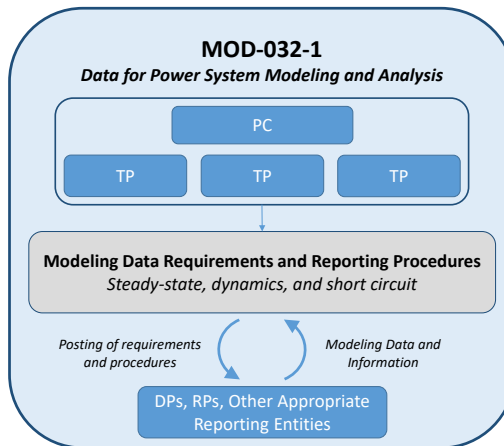 MOD-032-1
Data for Power System Modeling and Analysis
PC
TP TP TP
Modeling Data Requirements and Reporting Procedures
Steady-state, dynamics, and short circuit
Posting of requirements
and procedures
Modeling Data and
Information
DPs, RPs, Other Appropriate
Reporting Entities